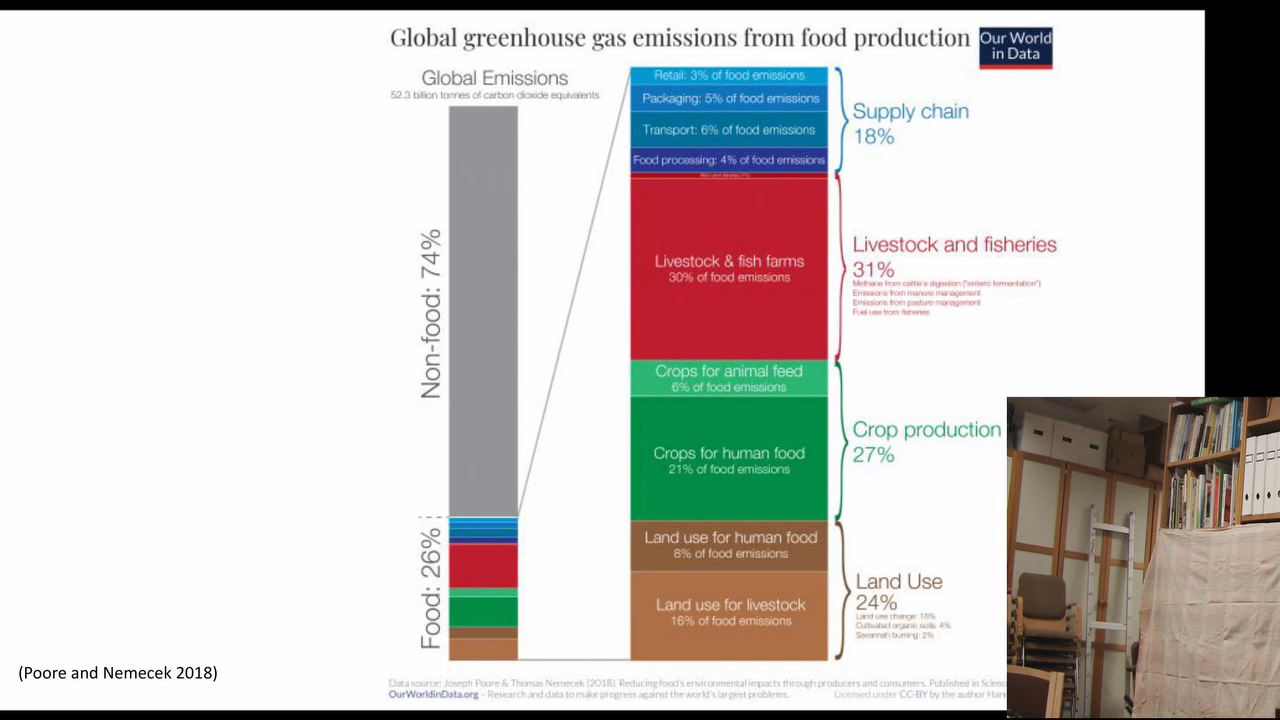 Global greenhouse gas emissions from food production
Our World
in Data
Global Emissions
52.3 billion tonnes of carbon dioxide equivalents
Non-food: 74%
Food: 26%
Retail: 3% of food emissions
Packaging: 5% of food emissions
Transport: 6% of food emissions
Food processing: 4% of food emissions
Livestock & fish farms
30% of food emissions
Crops for animal feed
6% of food emissions
Crops for human food
21% of food emissions
Land use for human food
8% of food emissions
Land use for livestock
16% of food emissions
Supply chain
18%
Livestock and fisheries
31%
Methane from cattle's digestion ("enteric fermentation")
Emissions from manure management
Emissions from pasture management
Fuel use from fisheries
Crop production
27%
Land Use
24%
Land use change: 18%
Cultivated organic soils: 4%
Savannah burning: 2%
(Poore and Nemecek 2018)
Data source: Joseph Poore & Thomas Nemecek (2018). Reducing food's environmental impacts through producers and consumers. Published in
OurWorldinData.org - Research and data to make progress against the world's largest problems.
Licensed under CC-BY by the author